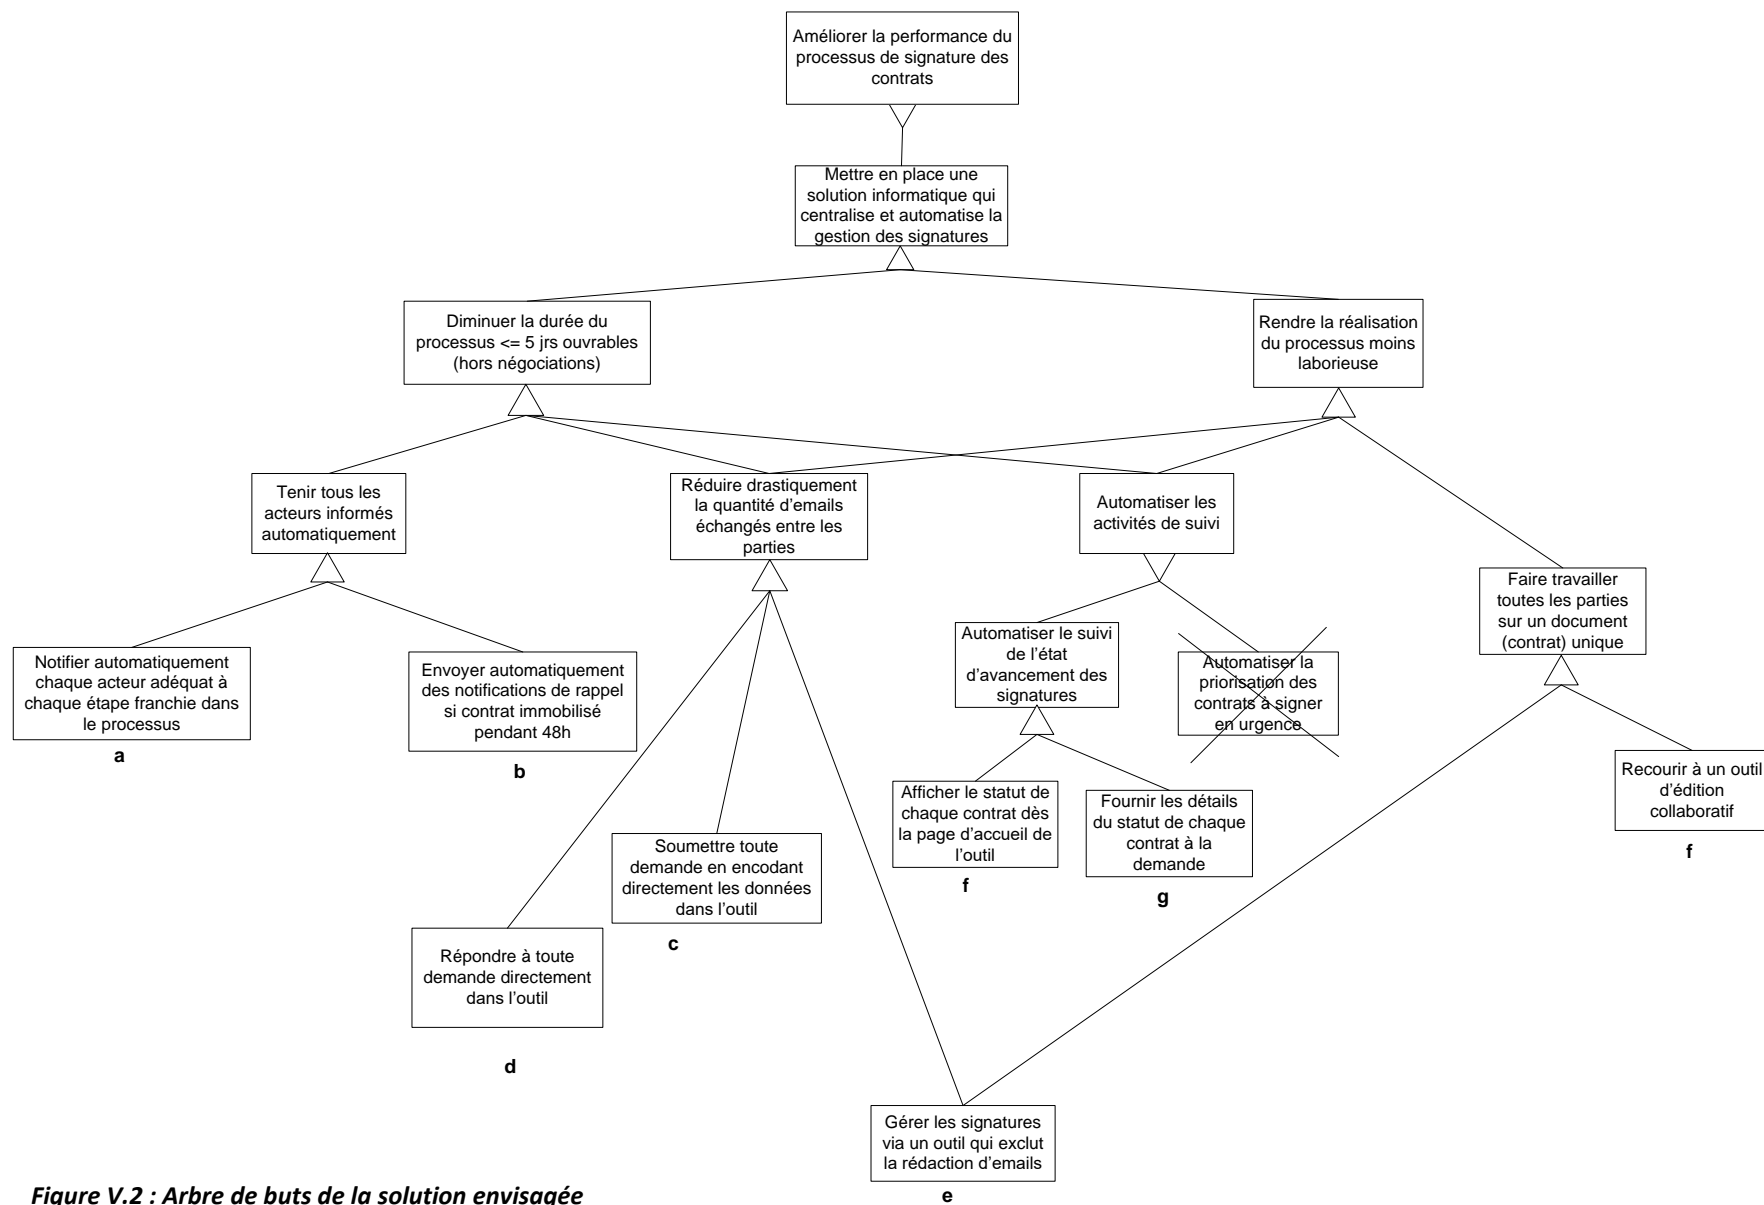 Améliorer la performance du
processus de signature des
contrats
Mettre en place une
solution informatique qui
centralise et automatise la
gestion des signatures
Diminuer la durée du
processus <= 5 jrs ouvrables
(hors négociations)
Rendre la réalisation
du processus moins
laborieuse
Tenir tous les
acteurs informés
automatiquement
Réduire drastiquement
la quantité d’emails
échangés entre les
parties
Automatiser les
activités de suivi
Faire travailler
toutes les parties
sur un document
(contrat) unique
Notifier automatiquement
chaque acteur adéquat à
chaque étape franchie dans
le processus
a
Envoyer automatiquement
des notifications de rappel
si contrat immobilisé
pendant 48h
b
Automatiser le suivi
de l’état
d’avancement des
signatures
Automatiser la
priorisation des
contrats à signer
en urgence
Recourir à un outil
d’édition
collaboratif
f
Afficher le statut de
chaque contrat dès
la page d’accueil de
l’outil
f
Fournir les détails
du statut de chaque
contrat à la
demande
g
Soumettre toute
demande en encodant
directement les données
dans l’outil
c
Répondre à toute
demande directement
dans l’outil
d
Gérer les signatures
via un outil qui exclut
la rédaction d’emails
e
Figure V.2 : Arbre de buts de la solution envisagée